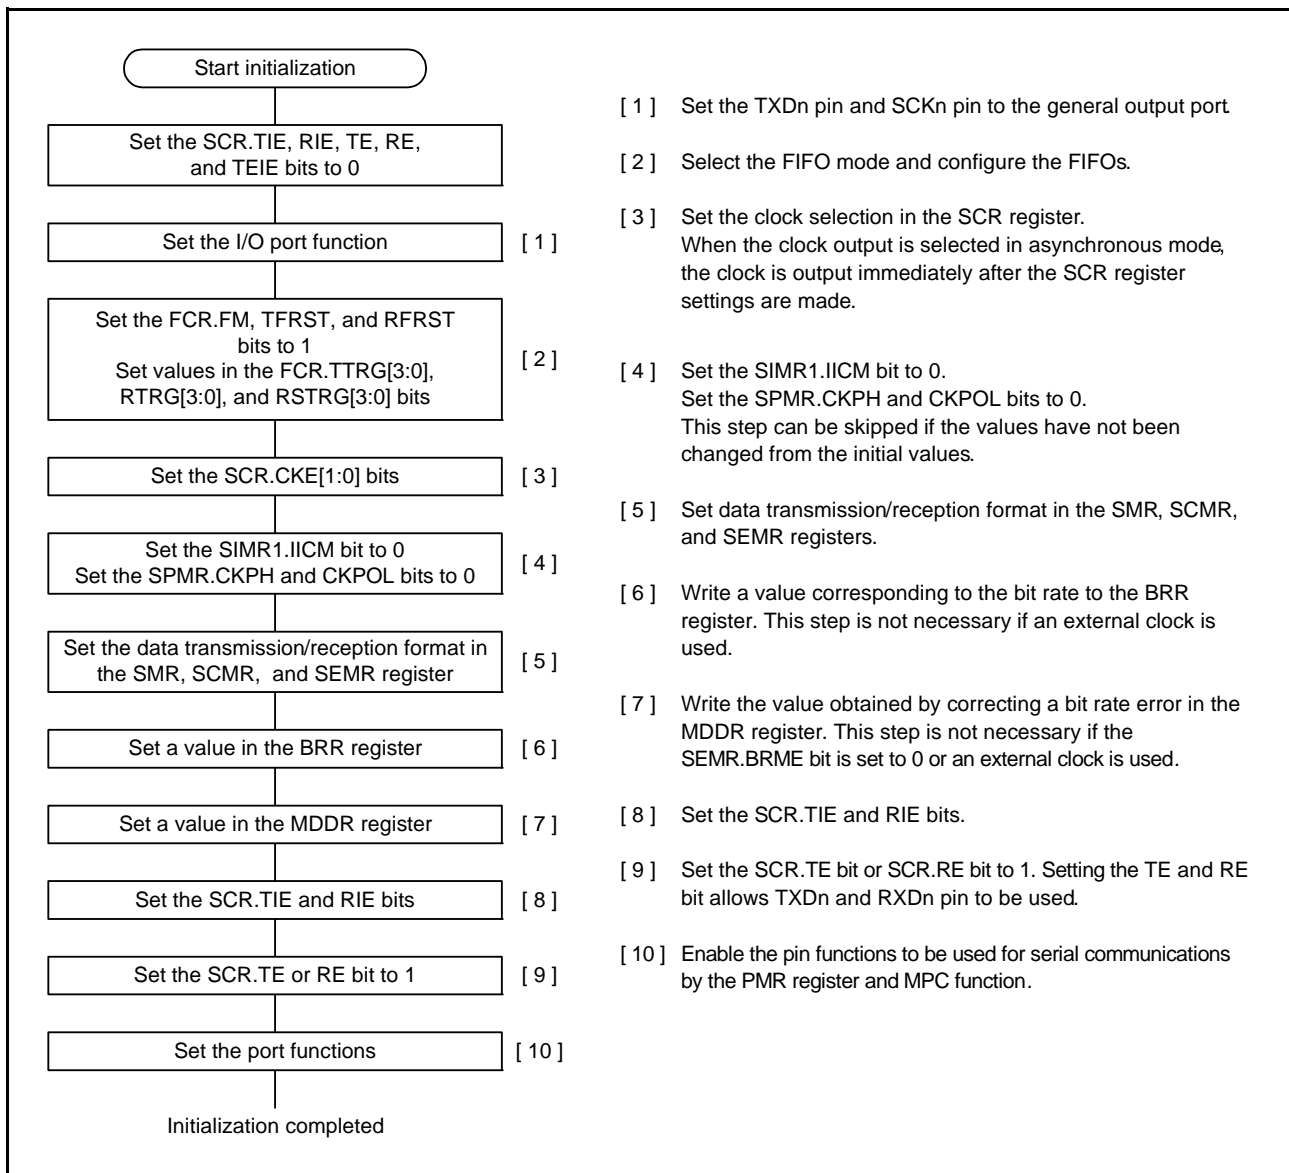 Start initialization
Set the SCR.TIE, RIE, TE, RE,
and TEIE bits to 0
Set the I/O port function
[ 1 ]
Set the FCR.FM, TFRST, and RFRST
bits to 1
Set values in the FCR.TTRG[3:0],
RTRG[3:0], and RSTRG[3:0] bits
[ 2 ]
Set the SCR.CKE[1:0] bits
[ 3 ]
Set the SIMR1.IICM bit to 0
Set the SPMR.CKPH and CKPOL bits to 0
[ 4 ]
Set the data transmission/reception format in
the SMR, SCMR, and SEMR register
[ 5 ]
Set a value in the BRR register
[ 6 ]
Set a value in the MDDR register
[ 7 ]
Set the SCR.TIE and RIE bits
[ 8 ]
Set the SCR.TE or RE bit to 1
[ 9 ]
Set the port functions
[ 10 ]
Initialization completed
[ 1 ] Set the TXDn pin and SCKn pin to the general output port.
[ 2 ] Select the FIFO mode and configure the FIFOs.
[ 3 ] Set the clock selection in the SCR register.
When the clock output is selected in asynchronous mode,
the clock is output immediately after the SCR register
settings are made.
[ 4 ] Set the SIMR1.IICM bit to 0.
Set the SPMR.CKPH and CKPOL bits to 0.
This step can be skipped if the values have not been
changed from the initial values.
[ 5 ] Set data transmission/reception format in the SMR, SCMR,
and SEMR registers.
[ 6 ] Write a value corresponding to the bit rate to the BRR
register. This step is not necessary if an external clock is
used.
[ 7 ] Write the value obtained by correcting a bit rate error in the
MDDR register. This step is not necessary if the
SEMR.BRME bit is set to 0 or an external clock is used.
[ 8 ] Set the SCR.TIE and RIE bits.
[ 9 ] Set the SCR.TE bit or SCR.RE bit to 1. Setting the TE and RE
bit allows TXDn and RXDn pin to be used.
[ 10 ] Enable the pin functions to be used for serial communications
by the PMR register and MPC function.